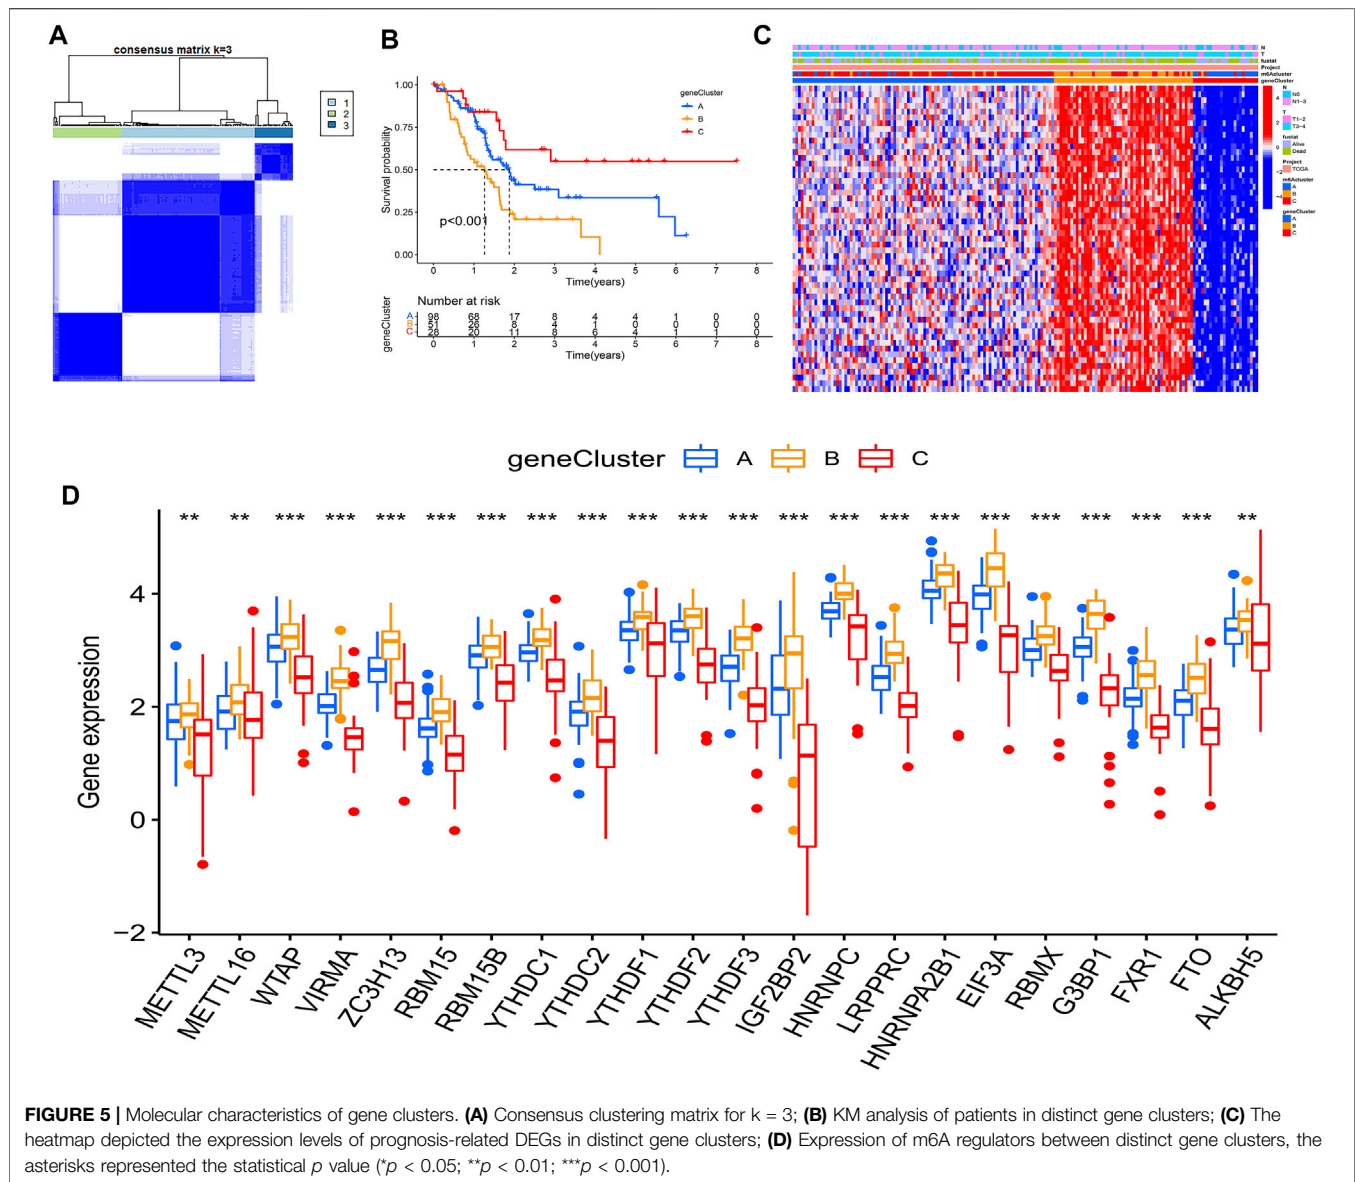 A
consensus matrix k=3
1
2
3
B
geneCluster
A
B
C
1.00
0.75
0.50
0.25
0.00
Survival probability
p<0.001
0 1 2 3 4 5 6 7 8
Time(years)
Number at risk
geneCluster
A 98 68 17 8 4 4 1 0 0
B 51 26 8 4 1 0 0 0 0
C 28 20 11 8 6 4 1 1 0
0 1 2 3 4 5 6 7 8
Time(years)
C
N
T
fustat
Project
m6Acluster
geneCluster
4
2
0
−2
−4
N
N0
N1−3
T
T1−2
T3−4
fustat
Alive
Dead
Project
TCGA
m6Acluster
A
B
C
geneCluster
A
B
C
geneCluster A B C
D
** ** *** *** *** *** *** *** *** *** *** *** *** *** *** *** *** *** *** *** *** **
Gene expression
4
2
0
−2
METTL3
METTL16
WTAP
VIRMA
ZC3H13
RBM15
RBM15B
YTHDC1
YTHDC2
YTHDF1
YTHDF2
YTHDF3
IGF2BP2
HNRNPC
LRPPRC
HNRNPA2B1
EIF3A
RBMX
G3BP1
FXR1
FTO
ALKBH5
FIGURE 5 | Molecular characteristics of gene clusters. (A) Consensus clustering matrix for k = 3; (B) KM analysis of patients in distinct gene clusters; (C) The
heatmap depicted the expression levels of prognosis-related DEGs in distinct gene clusters; (D) Expression of m6A regulators between distinct gene clusters, the
asterisks represented the statistical p value (*p < 0.05; **p < 0.01; ***p < 0.001).